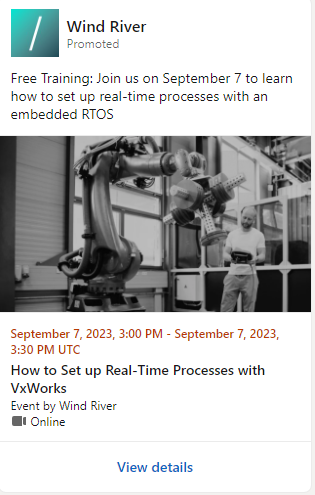 Wind River
Promoted
Free Training: Join us on September 7 to learn
how to set up real-time processes with an
embedded RTOS
September 7, 2023, 3:00 PM - September 7, 2023,
3:30 PM UTC
How to Set up Real-Time Processes with
VxWorks
Event by Wind River
Online
View details